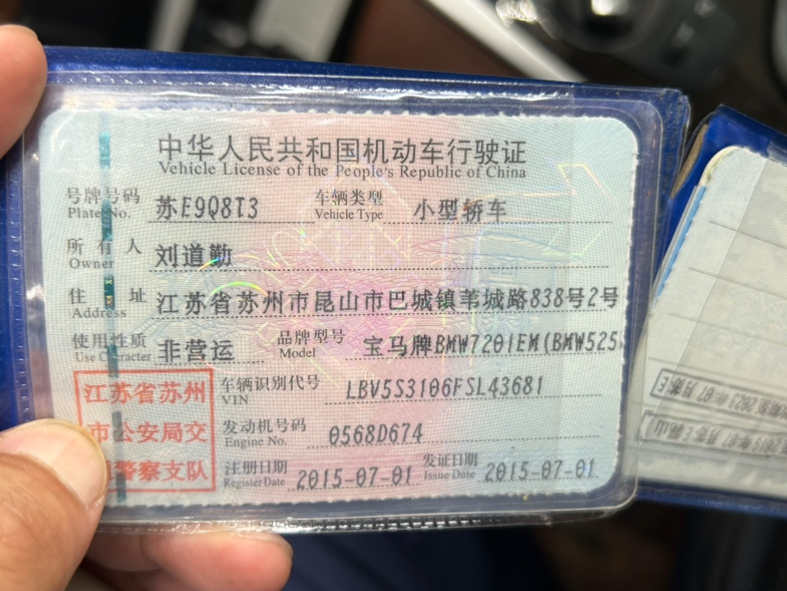 中华人民共和国机动车行驶证
Vehicle License of the People's Republic of China
号牌号码 苏E9Q8T3 车辆类型 小型轿车
Plate No. Vehicle Type
所有人 刘道勤
Owner
住址 江苏省苏州市昆山市巴城镇苇城路838号2号
Address
使用性质 非营运 品牌型号 宝马牌BMW7201EM(BMW525
Use Character Model
江苏省苏州
市公安局交
警察支队
车辆识别代号 LBV5S3106FSL43681
VIN
发动机号码 0568D674
Engine No.
注册日期 2015-07-01 发证日期 2015-07-01
Register Date Issue Date